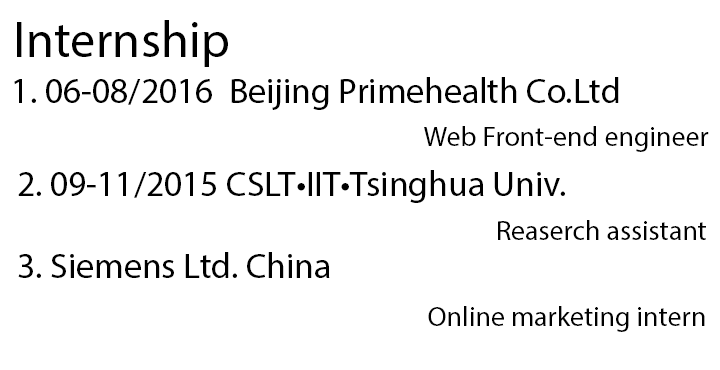 Internship
1. 06-08/2016 Beijing Primehealth Co.Ltd
Web Front-end engineer
2. 09-11/2015 CSLT•IIT•Tsinghua Univ.
Reaserch assistant
3. Siemens Ltd. China
Online marketing intern